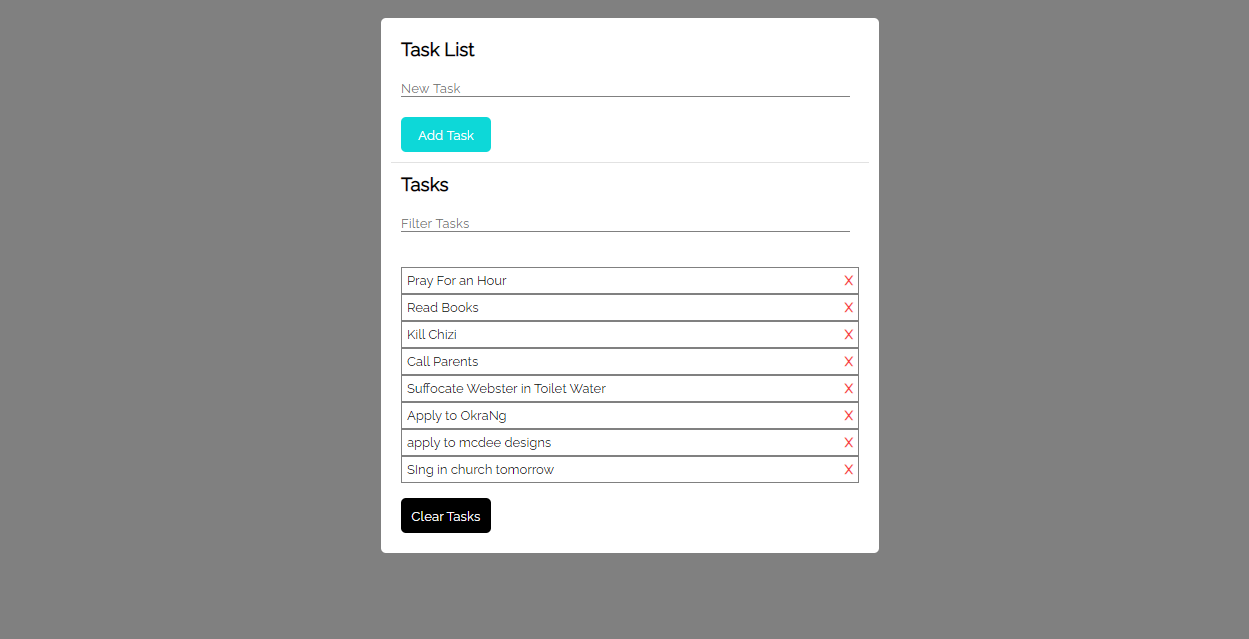 Task List
New Task
Add Task
Tasks
Filter Tasks
Pray For an Hour X
Read Books X
Kill Chizi X
Call Parents X
Suffocate Webster in Toilet Water X
Apply to OkraNg X
apply to mcdee designs X
SIng in church tomorrow X
Clear Tasks